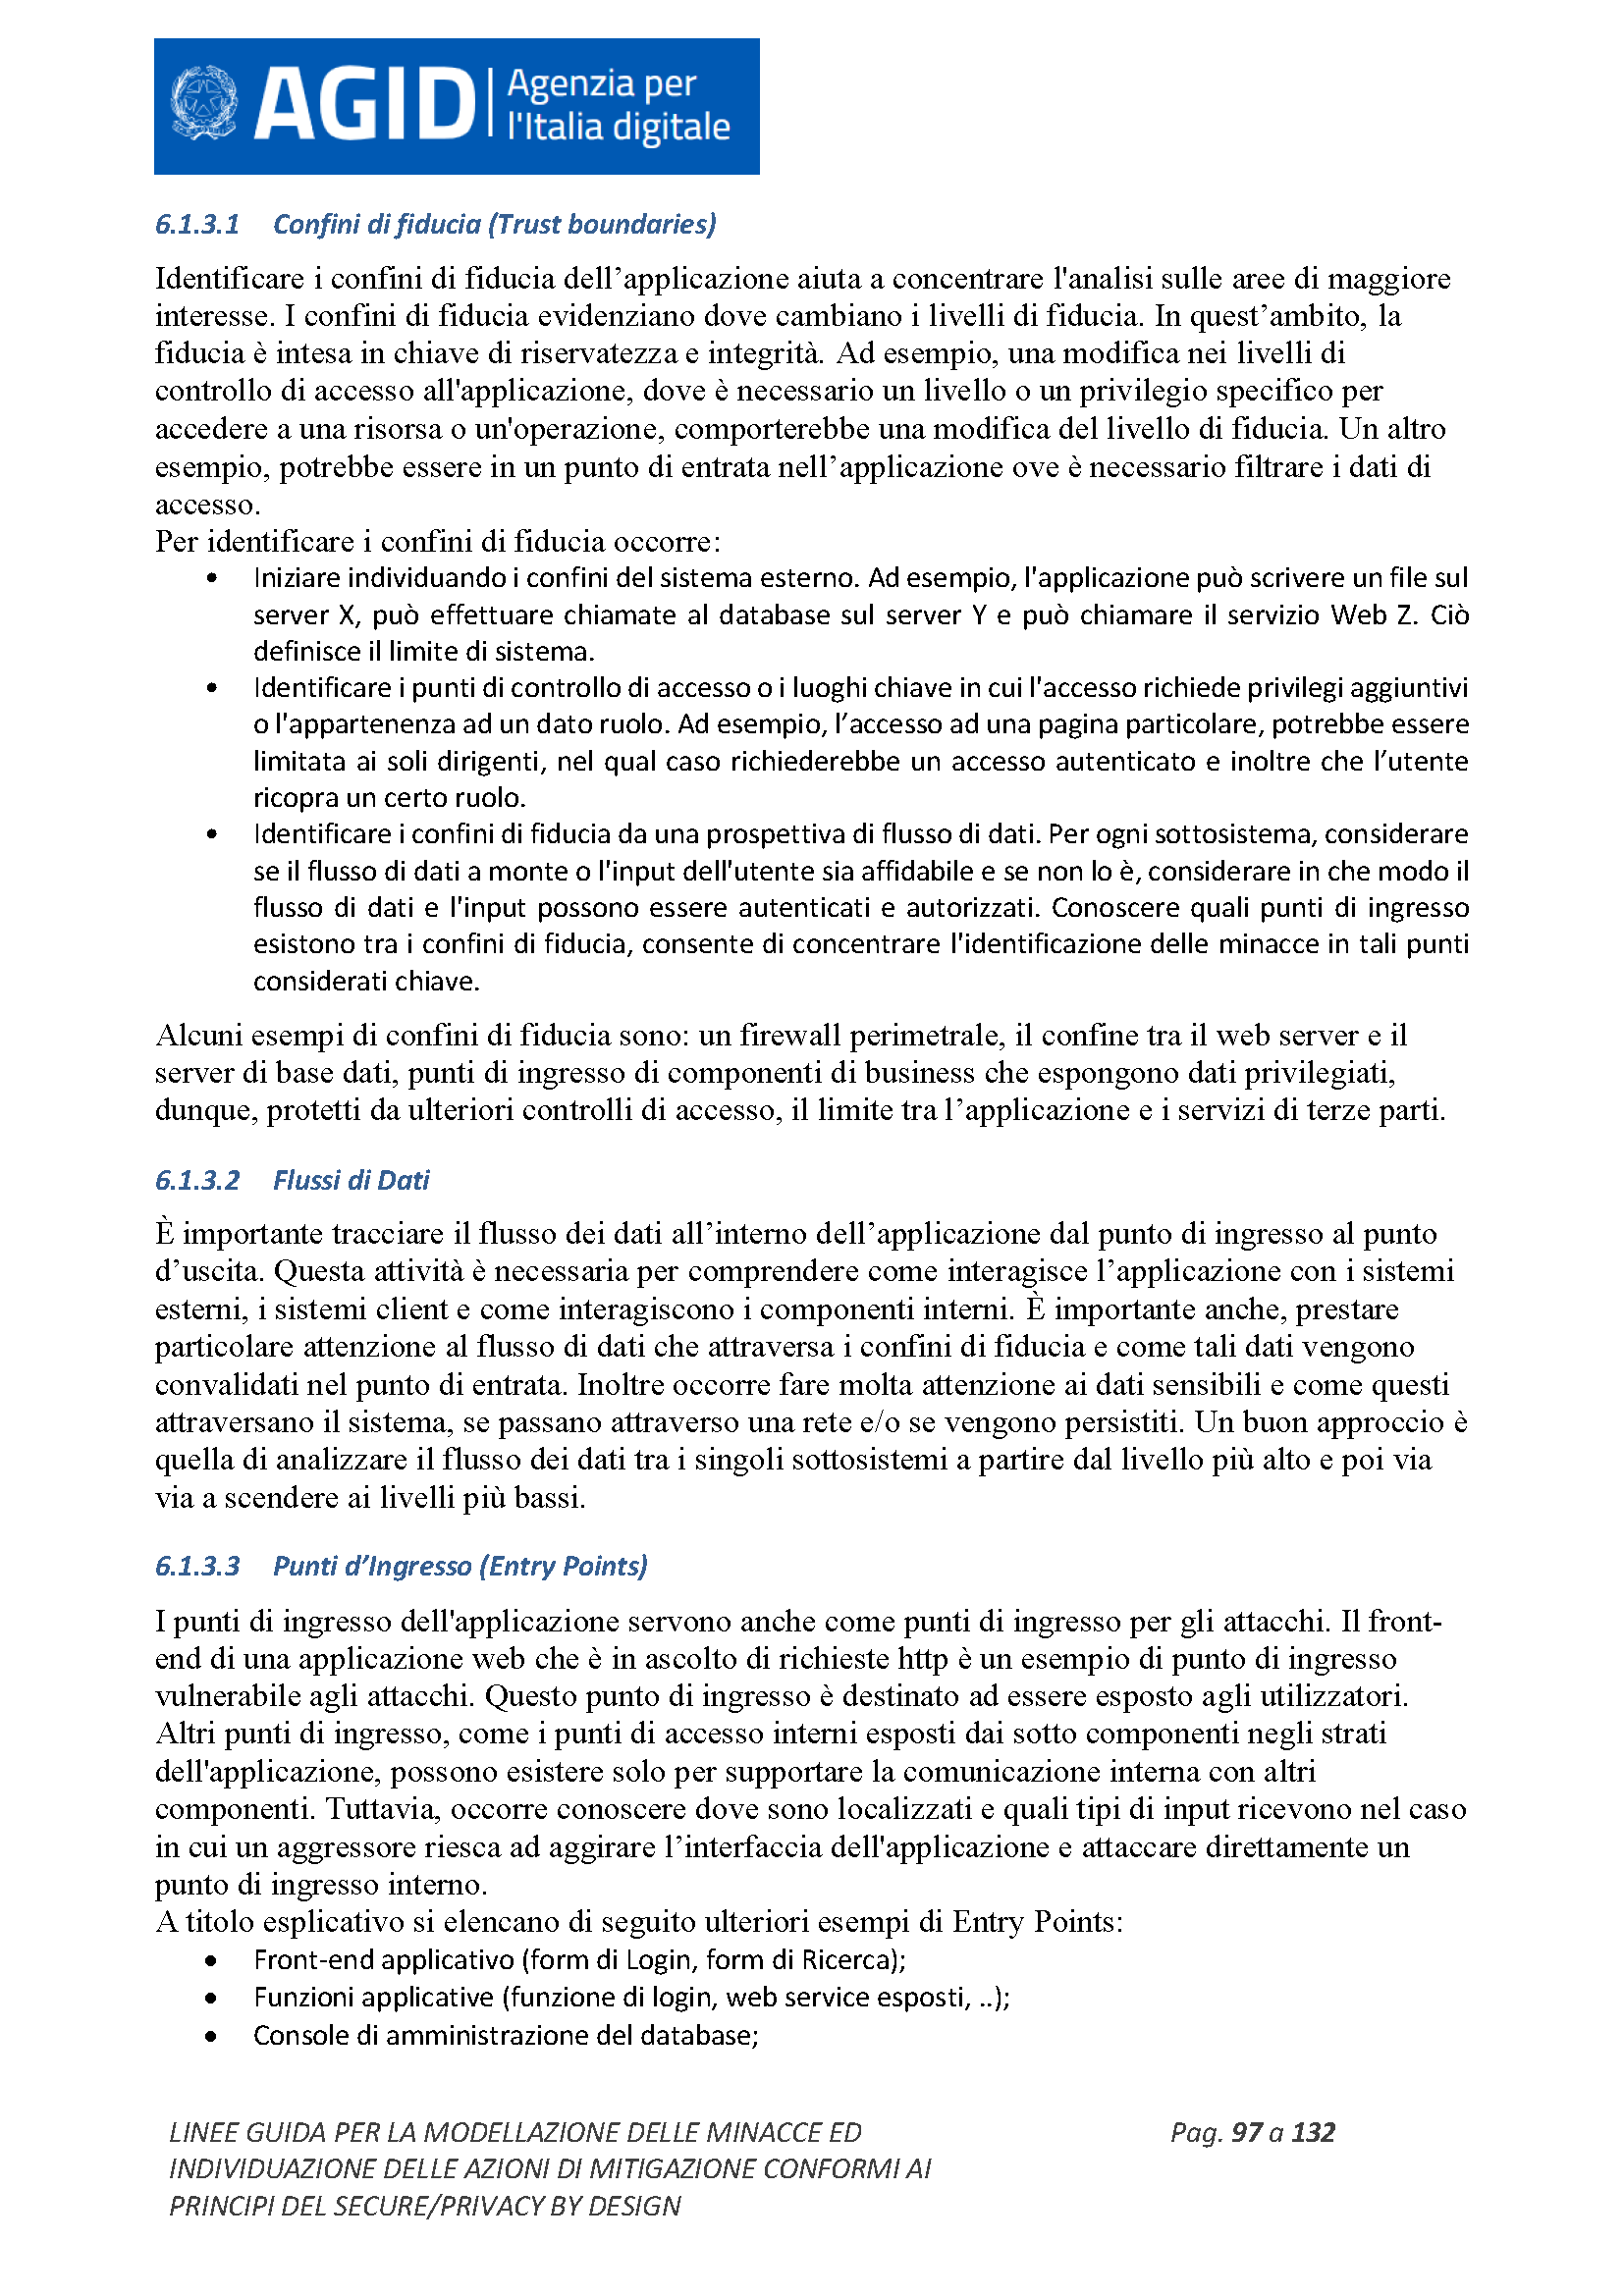 AGID
Agenzia per
l'Italia digitale
6.1.3.1 Confini di fiducia (Trust boundaries)
Identificare i confini di fiducia dell’applicazione aiuta a concentrare l'analisi sulle aree di maggiore
interesse. I confini di fiducia evidenziano dove cambiano i livelli di fiducia. In quest’ambito, la
fiducia è intesa in chiave di riservatezza e integrità. Ad esempio, una modifica nei livelli di
controllo di accesso all'applicazione, dove è necessario un livello o un privilegio specifico per
accedere a una risorsa o un'operazione, comporterebbe una modifica del livello di fiducia. Un altro
esempio, potrebbe essere in un punto di entrata nell’applicazione ove è necessario filtrare i dati di
accesso.
Per identificare i confini di fiducia occorre:
• Iniziare individuando i confini del sistema esterno. Ad esempio, l'applicazione può scrivere un file sul
server X, può effettuare chiamate al database sul server Y e può chiamare il servizio Web Z. Ciò
definisce il limite di sistema.
• Identificare i punti di controllo di accesso o i luoghi chiave in cui l'accesso richiede privilegi aggiuntivi
o l'appartenenza ad un dato ruolo. Ad esempio, l’accesso ad una pagina particolare, potrebbe essere
limitata ai soli dirigenti, nel qual caso richiederebbe un accesso autenticato e inoltre che l’utente
ricopra un certo ruolo.
• Identificare i confini di fiducia da una prospettiva di flusso di dati. Per ogni sottosistema, considerare
se il flusso di dati a monte o l'input dell'utente sia affidabile e se non lo è, considerare in che modo il
flusso di dati e l'input possono essere autenticati e autorizzati. Conoscere quali punti di ingresso
esistono tra i confini di fiducia, consente di concentrare l'identificazione delle minacce in tali punti
considerati chiave.
Alcuni esempi di confini di fiducia sono: un firewall perimetrale, il confine tra il web server e il
server di base dati, punti di ingresso di componenti di business che espongono dati privilegiati,
dunque, protetti da ulteriori controlli di accesso, il limite tra l’applicazione e i servizi di terze parti.
6.1.3.2 Flussi di Dati
È importante tracciare il flusso dei dati all’interno dell’applicazione dal punto di ingresso al punto
d’uscita. Questa attività è necessaria per comprendere come interagisce l’applicazione con i sistemi
esterni, i sistemi client e come interagiscono i componenti interni. È importante anche, prestare
particolare attenzione al flusso di dati che attraversa i confini di fiducia e come tali dati vengono
convalidati nel punto di entrata. Inoltre occorre fare molta attenzione ai dati sensibili e come questi
attraversano il sistema, se passano attraverso una rete e/o se vengono persistiti. Un buon approccio è
quella di analizzare il flusso dei dati tra i singoli sottosistemi a partire dal livello più alto e poi via
via a scendere ai livelli più bassi.
6.1.3.3 Punti d’Ingresso (Entry Points)
I punti di ingresso dell'applicazione servono anche come punti di ingresso per gli attacchi. Il front-
end di una applicazione web che è in ascolto di richieste http è un esempio di punto di ingresso
vulnerabile agli attacchi. Questo punto di ingresso è destinato ad essere esposto agli utilizzatori.
Altri punti di ingresso, come i punti di accesso interni esposti dai sotto componenti negli strati
dell'applicazione, possono esistere solo per supportare la comunicazione interna con altri
componenti. Tuttavia, occorre conoscere dove sono localizzati e quali tipi di input ricevono nel caso
in cui un aggressore riesca ad aggirare l’interfaccia dell'applicazione e attaccare direttamente un
punto di ingresso interno.
A titolo esplicativo si elencano di seguito ulteriori esempi di Entry Points:
• Front-end applicativo (form di Login, form di Ricerca);
• Funzioni applicative (funzione di login, web service esposti, ..);
• Console di amministrazione del database;
LINEE GUIDA PER LA MODELLAZIONE DELLE MINACCE ED
INDIVIDUAZIONE DELLE AZIONI DI MITIGAZIONE CONFORMI AI
PRINCIPI DEL SECURE/PRIVACY BY DESIGN
Pag. 97 a 132